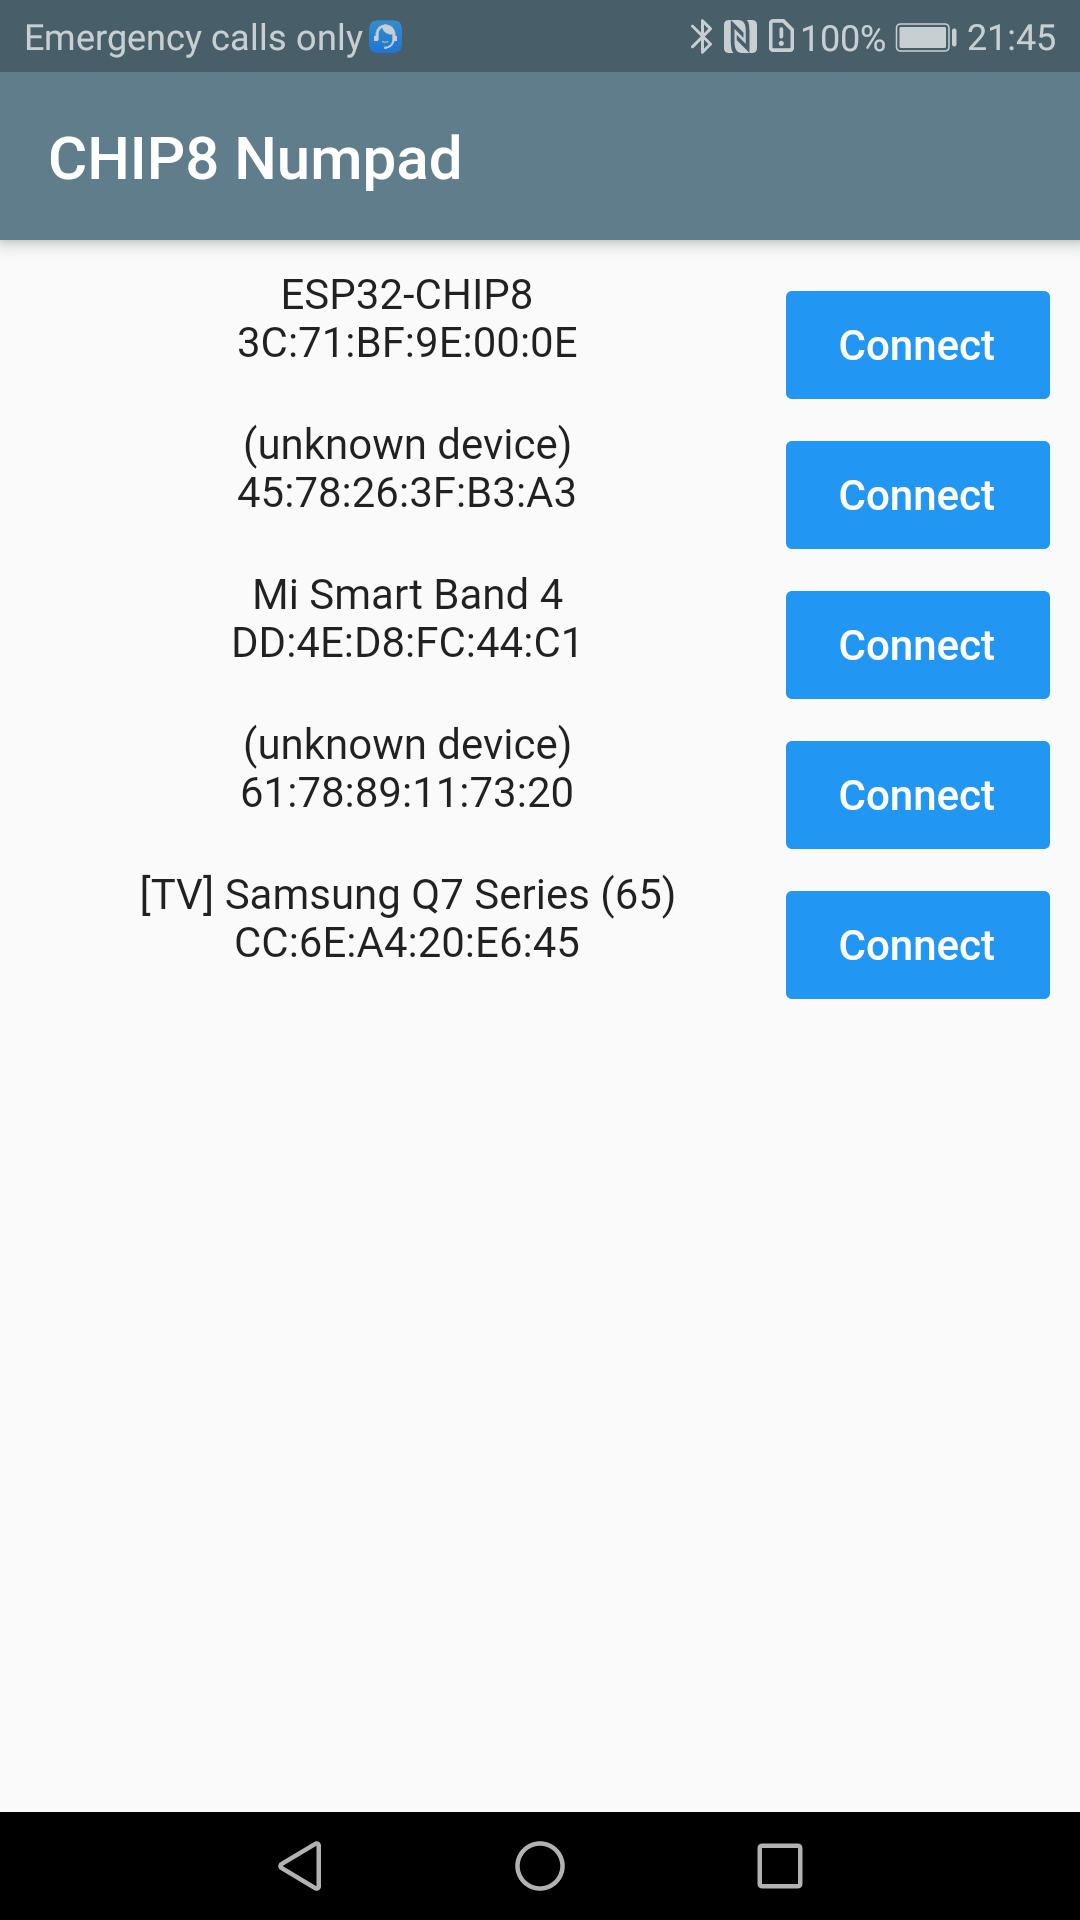 Emergency calls only
100% 21:45
CHIP8 Numpad
ESP32-CHIP8
3C:71:BF:9E:00:0E
Connect
(unknown device)
45:78:26:3F:B3:A3
Connect
Mi Smart Band 4
DD:4E:D8:FC:44:C1
Connect
(unknown device)
61:78:89:11:73:20
Connect
[TV] Samsung Q7 Series (65)
CC:6E:A4:20:E6:45
Connect